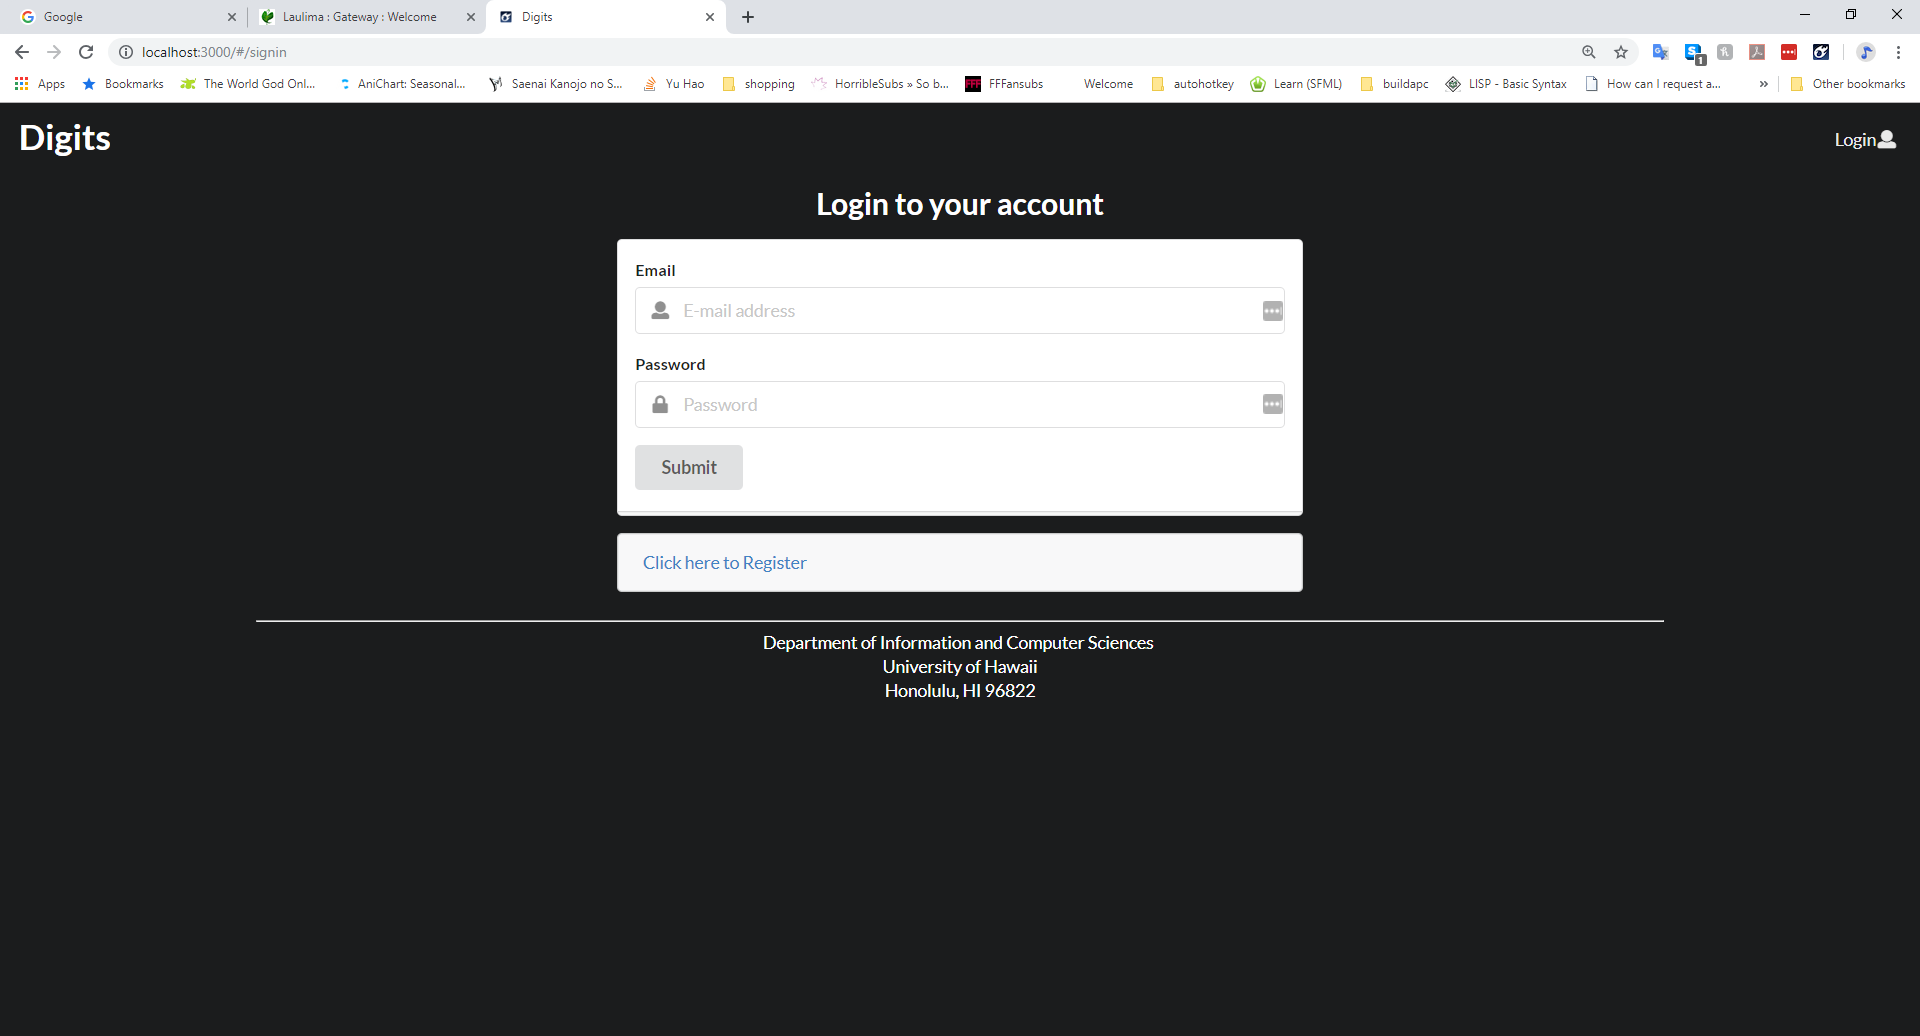 Google
Laulima : Gateway : Welcome
Digits
localhost:3000/#/signin
1
Apps
Bookmarks
The World God Onl...
AniChart: Seasonal...
Saenai Kanojo no S...
Yu Hao
shopping
HorribleSubs » So b...
FFFansubs
Welcome
autohotkey
Learn (SFML)
buildapc
LISP - Basic Syntax
How can I request a...
»
Other bookmarks
Digits
Login
Login to your account
Email
E-mail address
Password
Password
Submit
Click here to Register
Department of Information and Computer Sciences
University of Hawaii
Honolulu, HI 96822